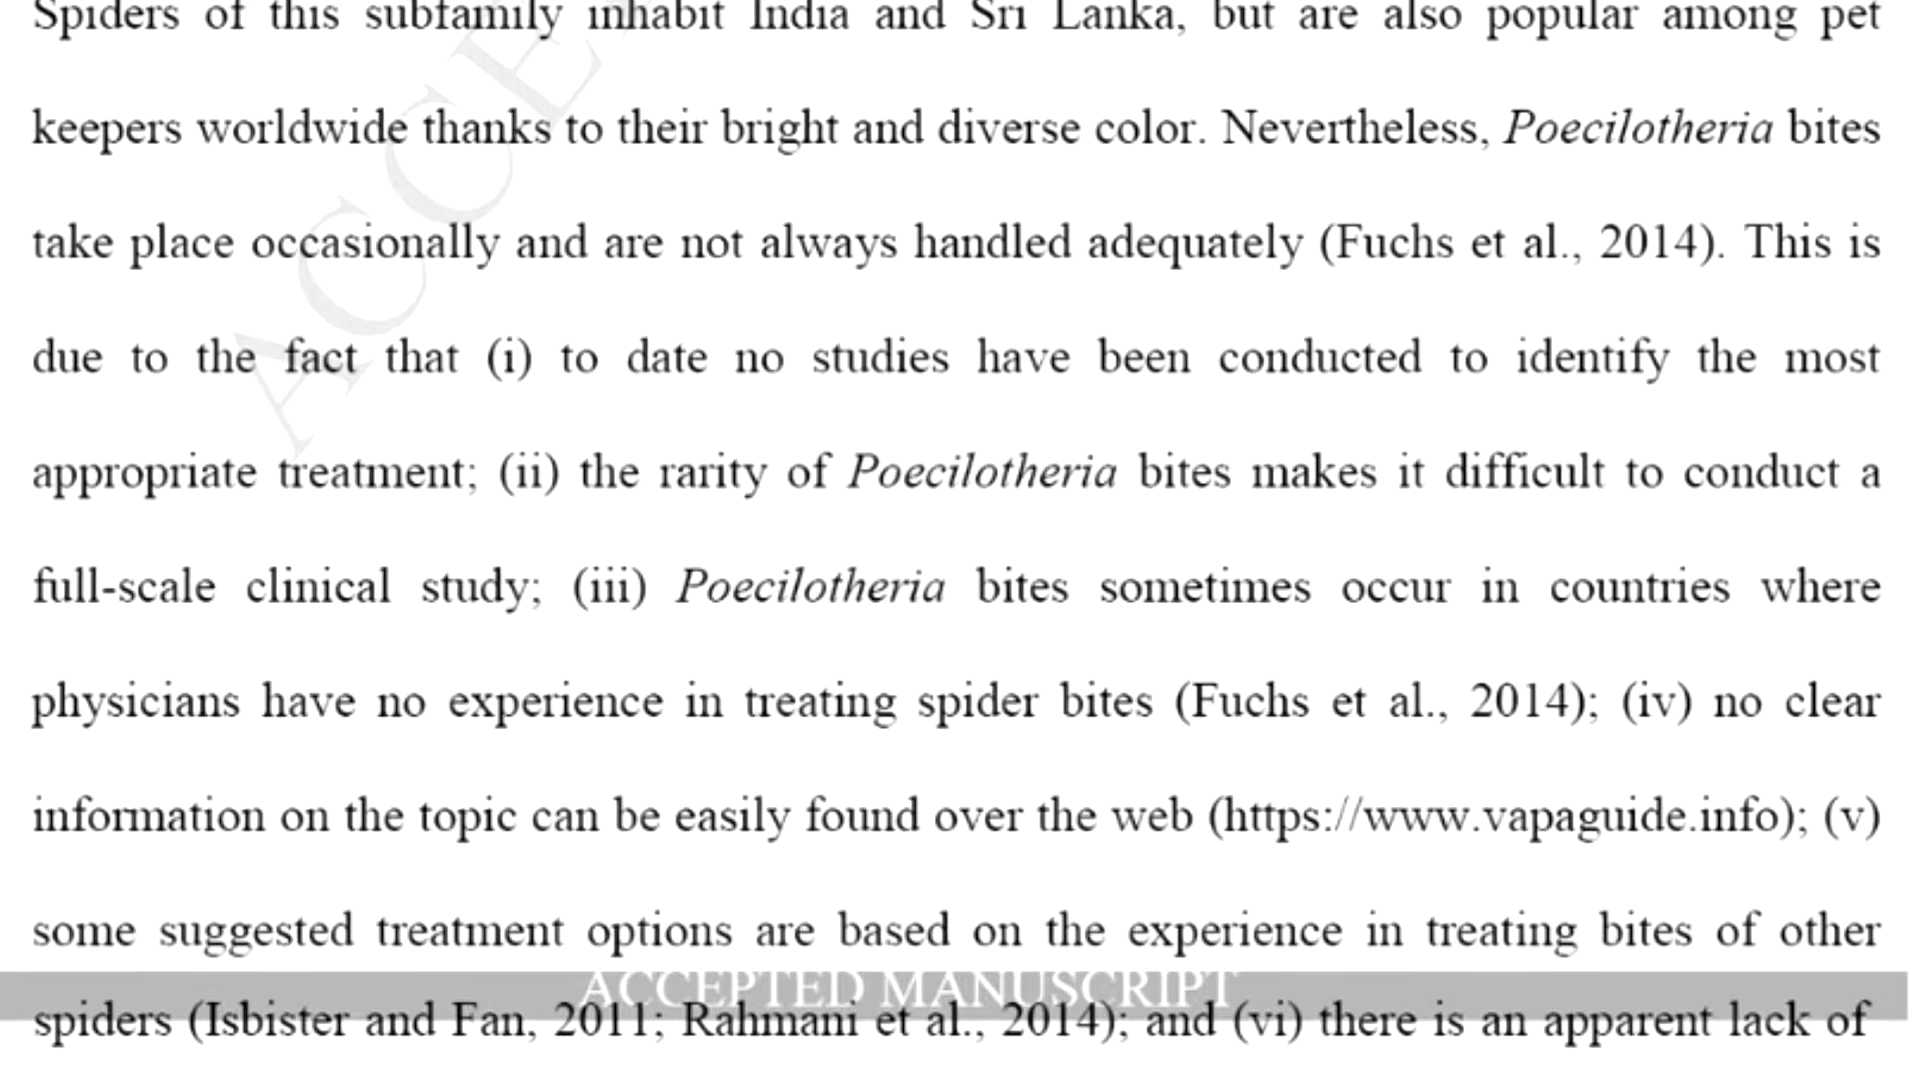 Spiders of this subfamily inhabit India and Sri Lanka, but are also popular among pet
keepers worldwide thanks to their bright and diverse color. Nevertheless, Poecilotheria bites
take place occasionally and are not always handled adequately (Fuchs et al., 2014). This is
due to the fact that (i) to date no studies have been conducted to identify the most
appropriate treatment; (ii) the rarity of Poecilotheria bites makes it difficult to conduct a
full-scale clinical study; (iii) Poecilotheria bites sometimes occur in countries where
physicians have no experience in treating spider bites (Fuchs et al., 2014); (iv) no clear
information on the topic can be easily found over the web (https://www.vapaguide.info); (v)
some suggested treatment options are based on the experience in treating bites of other
ACCEPTED MANUSCRIPT
spiders (Isbister and Fan, 2011; Rahmani et al., 2014); and (vi) there is an apparent lack of